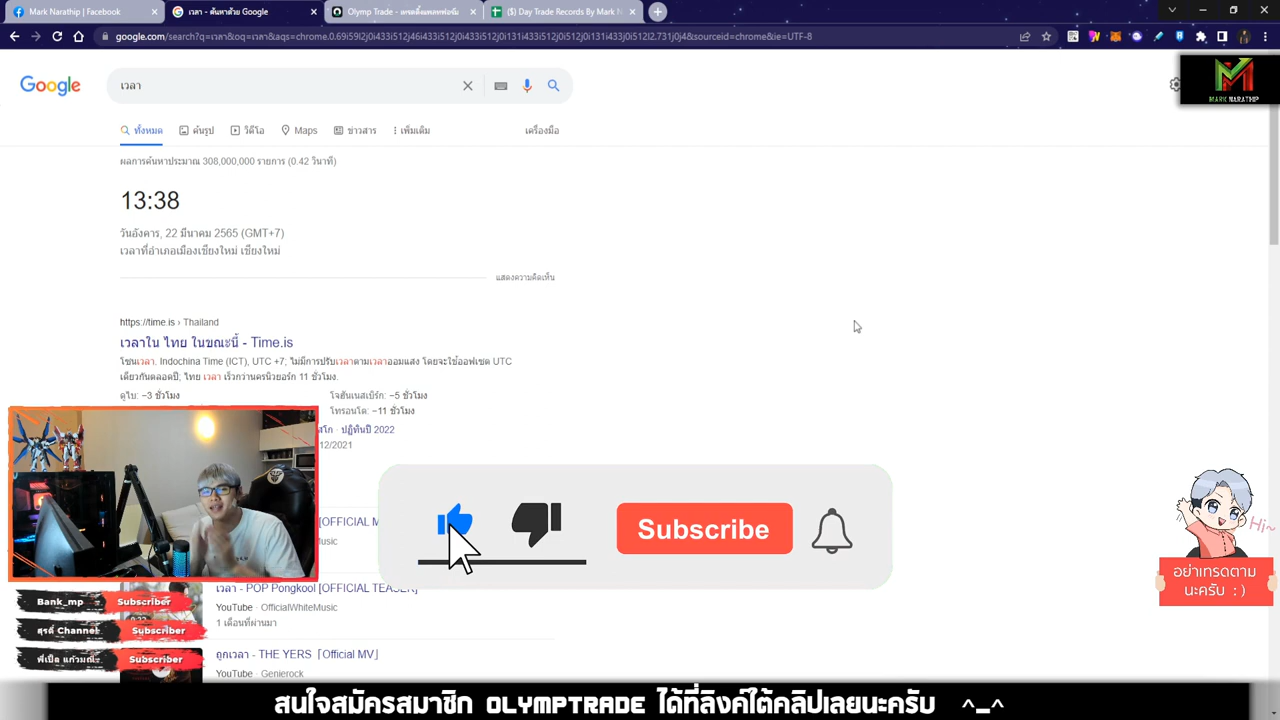 Mark Narathip | Facebook
เวลา - ค้นหาด้วย Google
Olymp Trade - เทรดดิ้งแพลทฟอร์ม
($) Day Trade Records By Mark N
google.com/search?q=เวลา&oq=เวลา&aqs=chrome.0.69i59l2j0i433i512j46i433i512j0i433i512j0i512j0i131i433i512j0i512j0i131i433j0i512l2.731j0j4&sourceid=chrome&ie=UTF-8
MARK NARATHIP
Google
เวลา
ทั้งหมด
ค้นรูป
วิดีโอ
Maps
ข่าวสาร
เพิ่มเติม
เครื่องมือ
ผลการค้นหาประมาณ 308,000,000 รายการ (0.42 วินาที)
13:38
วันอังคาร, 22 มีนาคม 2565 (GMT+7)
เวลาที่อำเภอเมืองเชียงใหม่ เชียงใหม่
แสดงความคิดเห็น
https://time.is › Thailand
เวลาใน ไทย ในขณะนี้ - Time.is
โซนเวลา. Indochina Time (ICT), UTC +7; ไม่มีการปรับเวลาตามเวลาออมแสง โดยจะใช้ออฟเซต UTC
เดียวกันตลอดปี; ไทย เวลา เร็วกว่านครนิวยอร์ก 11 ชั่วโมง.
ดูไบ: −3 ชั่วโมง
โจฮันเนสเบิร์ก: −5 ชั่วโมง
โทรอนโต: −11 ชั่วโมง
สโก · ปฏิทินปี 2022
12/2021
[OFFICIAL M
usic
เวลา - POP Pongkool [OFFICIAL TEASER]
YouTube · OfficialWhiteMusic
1 เดือนที่ผ่านมา
ถูกเวลา - THE YERS「Official MV」
YouTube · Genierock
Subscribe
Bank_mp Subscriber
สุรดี Channel Subscriber
พี่เป็ด แก้วมณี Subscriber
Hi~
อย่าเทรดตาม
นะครับ : )
สนใจสมัครสมาชิก OLYMPTRADE ได้ที่ลิงค์ใต้คลิปเลยนะครับ ^_^